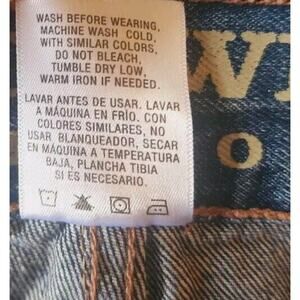 WASH BEFORE WEARING,
MACHINE WASH COLD,
WITH SIMILAR COLORS,
DO NOT BLEACH,
TUMBLE DRY LOW,
WARM IRON IF NEEDED.
LAVAR ANTES DE USAR. LAVAR
A MÁQUINA EN FRÍO. CON
COLORES SIMILARES, NO
USAR BLANQUEADOR, SECAR
EN MÁQUINA A TEMPERATURA
BAJA, PLANCHA TIBIA
SI ES NECESARIO.